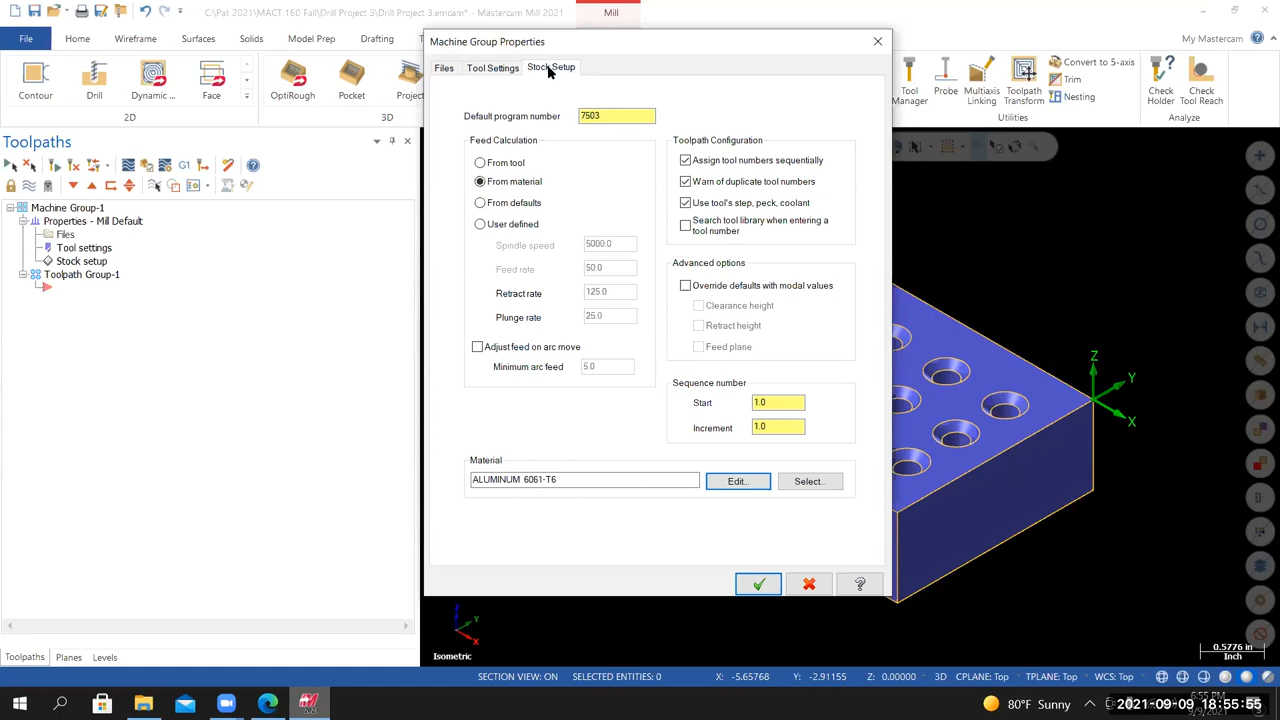 C:\Pat 2021\MACT 160 Fall\Drill Project 3\Drill Project 3.emcam* - Mastercam Mill 2021
Mill
File
Home
Wireframe
Surfaces
Solids
Model Prep
Drafting
My Mastercam
Contour
Drill
Dynamic ...
Face
OptiRough
Pocket
Project
Tool Manager
Probe
Multiaxis Linking
Toolpath Transform
Convert to 5-axis
Trim
Nesting
Check Holder
Check Tool Reach
2D
3D
Utilities
Analyze
Machine Group Properties
Files
Tool Settings
Stock Setup
Default program number
7503
Feed Calculation
From tool
From material
From defaults
User defined
Spindle speed
5000.0
Feed rate
50.0
Retract rate
125.0
Plunge rate
25.0
Adjust feed on arc move
Minimum arc feed
5.0
Toolpath Configuration
Assign tool numbers sequentially
Warn of duplicate tool numbers
Use tool's step, peck, coolant
Search tool library when entering a
tool number
Advanced options
Override defaults with modal values
Clearance height
Retract height
Feed plane
Sequence number
Start
1.0
Increment
1.0
Material
ALUMINUM 6061-T6
Edit...
Select...
Toolpaths
G1
Machine Group-1
Properties - Mill Default
Files
Tool settings
Stock setup
Toolpath Group-1
Z
Y
X
Z
Y
X
Isometric
0.5776 in
Inch
Toolpaths
Planes
Levels
SECTION VIEW: ON
SELECTED ENTITIES: 0
X: -5.65768
Y: -2.91155
Z: 0.00000
3D
CPLANE: Top
TPLANE: Top
WCS: Top
80°F Sunny
6:55 PM
9/9/2021
2021-09-09 18:55:55